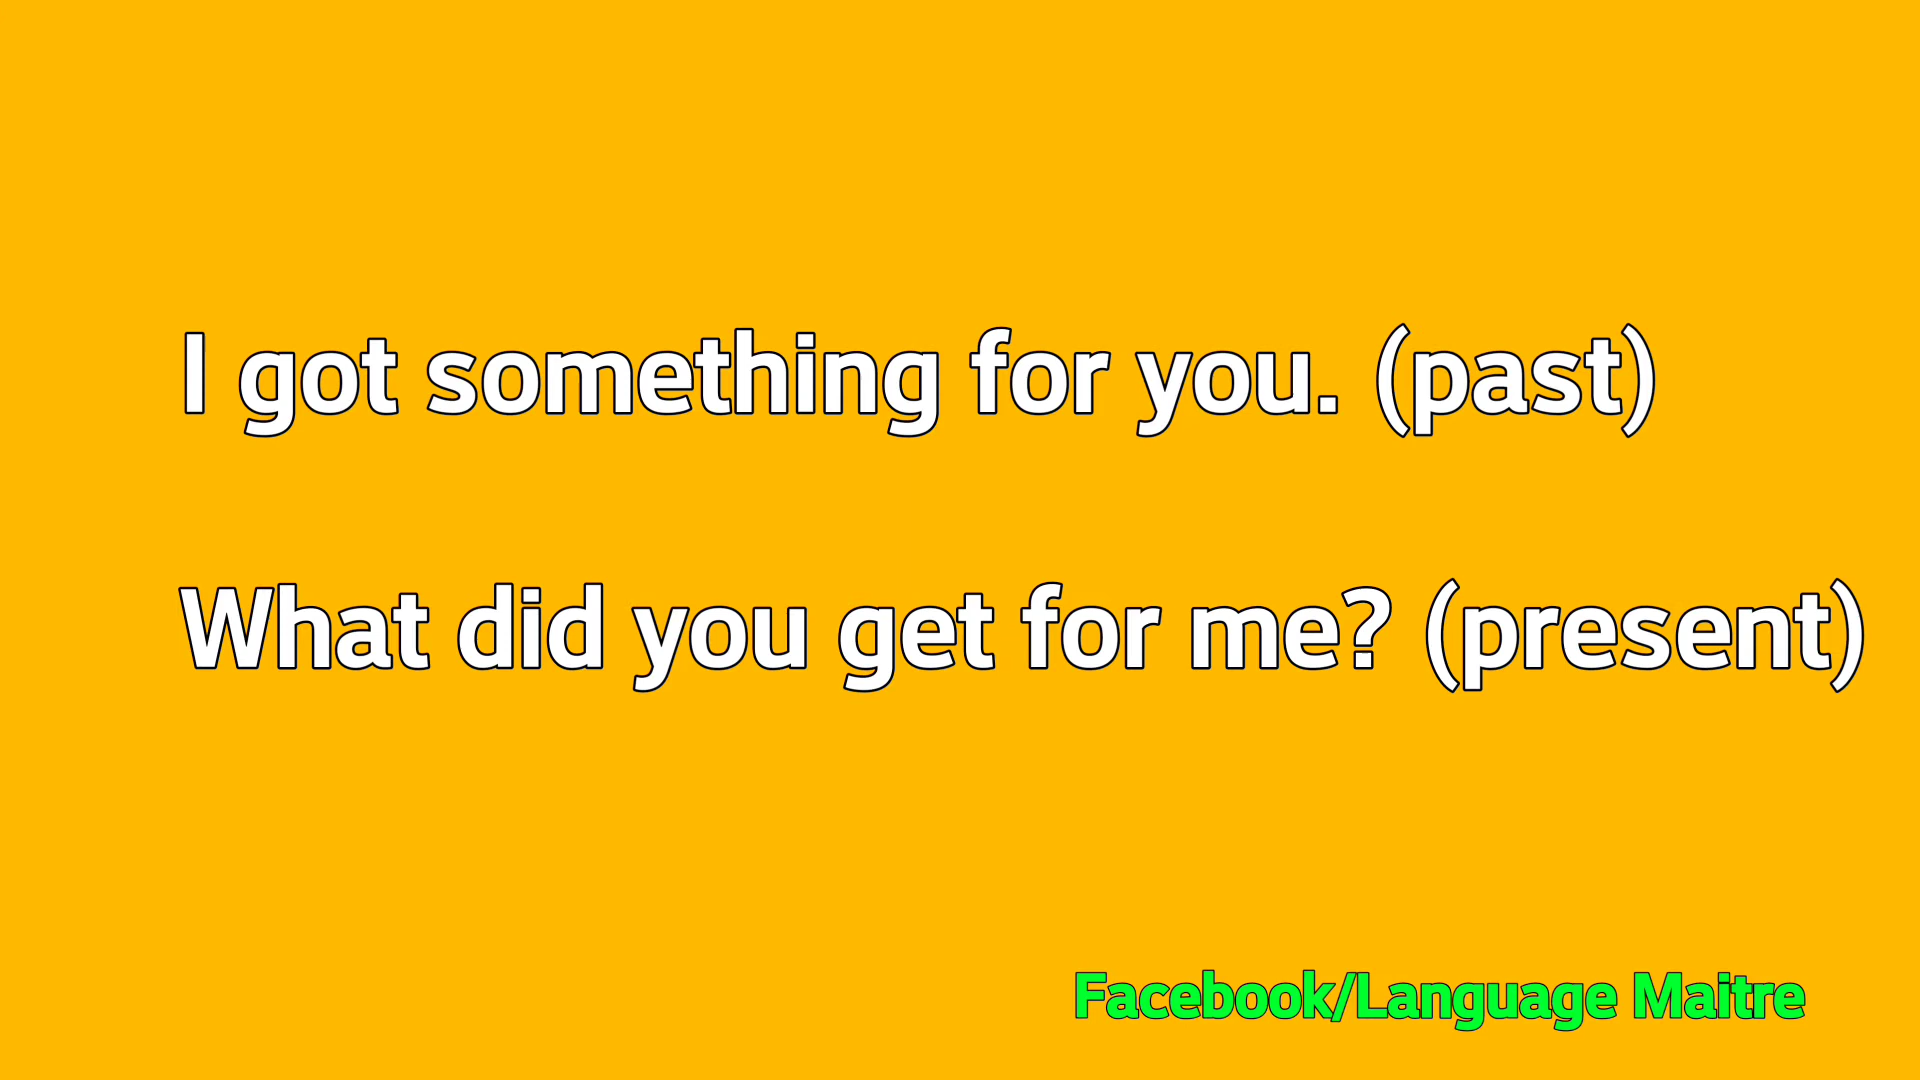 I got something for you. (past)
What did you get for me? (present)
Facebook/Language Maitre